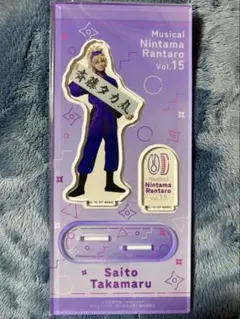 Musical
Nintama
Rantaro
Vol.15
斉藤タカ丸
Musical
Nintama
Rantaro
Vol.15
Saito
Takamaru